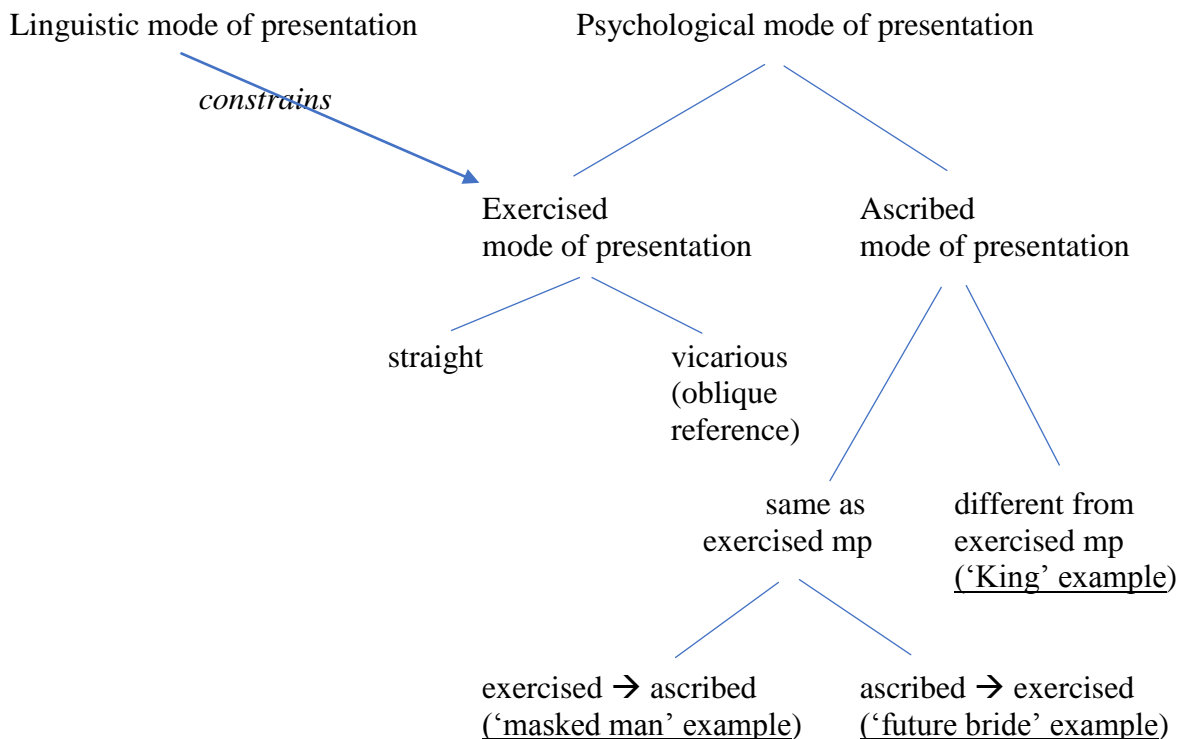 Linguistic mode of presentation
Psychological mode of presentation
constrains
Exercised
mode of presentation
Ascribed
mode of presentation
straight
vicarious
(oblique
reference)
same as
exercised mp
different from
exercised mp
(‘King’ example)
exercised → ascribed
(‘masked man’ example)
ascribed → exercised
(‘future bride’ example)